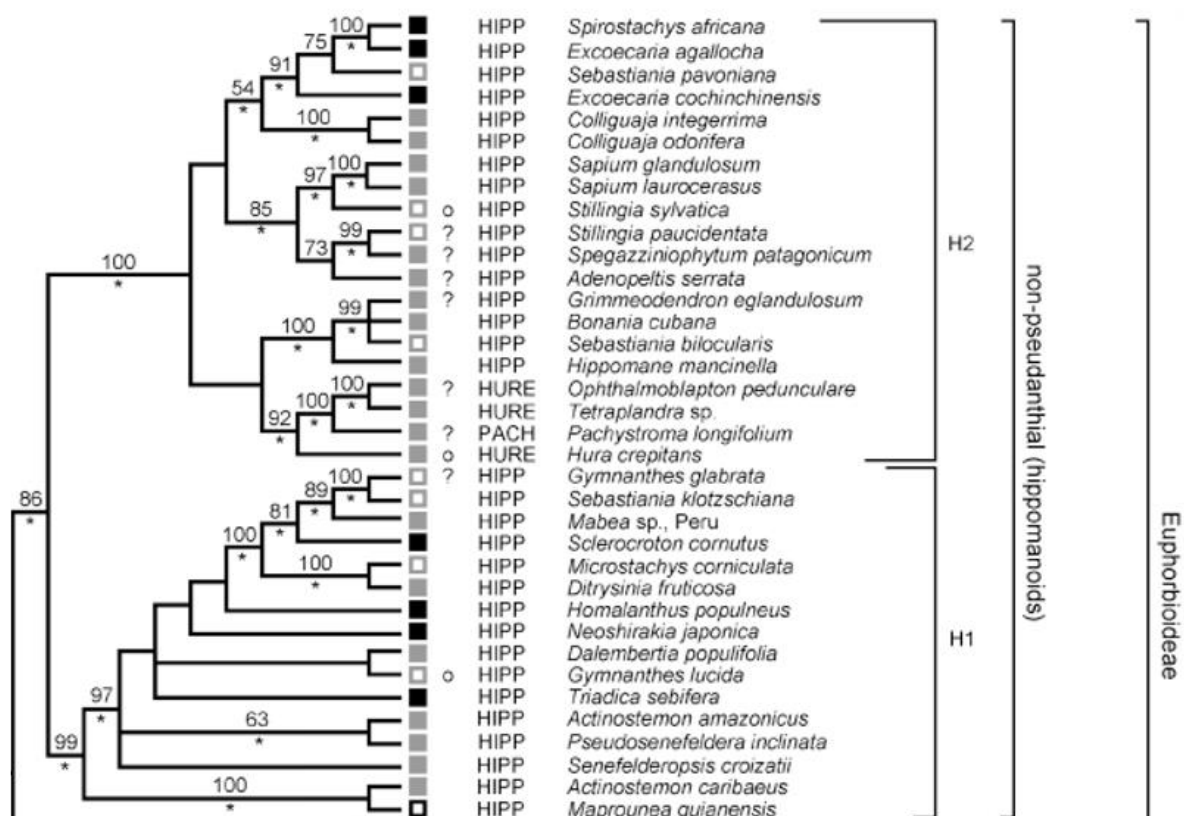 100 HIPP Spirostachys africana
75 * HIPP Excoecaria agallocha
91 HIPP Sebastiania pavoniana
54 * HIPP Excoecaria cochinchinensis
* 100 HIPP Colliguaja integerrima
* HIPP Colliguaja odorifera
100 HIPP Sapium glandulosum
97 * HIPP Sapium laurocerasus
85 * o HIPP Stillingia sylvatica
* 99 ? HIPP Stillingia paucidentata
73 * ? HIPP Spegazziniophytum patagonicum
100 ? HIPP Adenopeltis serrata
* 99 ? HIPP Grimmeodendron eglandulosum
100 * HIPP Bonania cubana
* HIPP Sebastiania bilocularis
HIPP Hippomane mancinella
100 ? HURE Ophthalmoblapton pedunculare
100 * HURE Tetraplandra sp.
92 * ? PACH Pachystroma longifolium
* o HURE Hura crepitans
100 ? HIPP Gymnanthes glabrata
89 * HIPP Sebastiania klotzschiana
81 * HIPP Mabea sp., Peru
100 * HIPP Sclerocroton cornutus
* 100 HIPP Microstachys corniculata
* HIPP Ditrysinia fruticosa
HIPP Homalanthus populneus
HIPP Neoshirakia japonica
HIPP Dalembertia populifolia
o HIPP Gymnanthes lucida
97 HIPP Triadica sebifera
* 63 HIPP Actinostemon amazonicus
99 * HIPP Pseudosenefeldera inclinata
* HIPP Senefelderopsis croizatii
100 HIPP Actinostemon caribaeus
* HIPP Maprounea guianensis
86
*
H2
H1
non-pseudanthial (hippomanoids)
Euphorbioideae